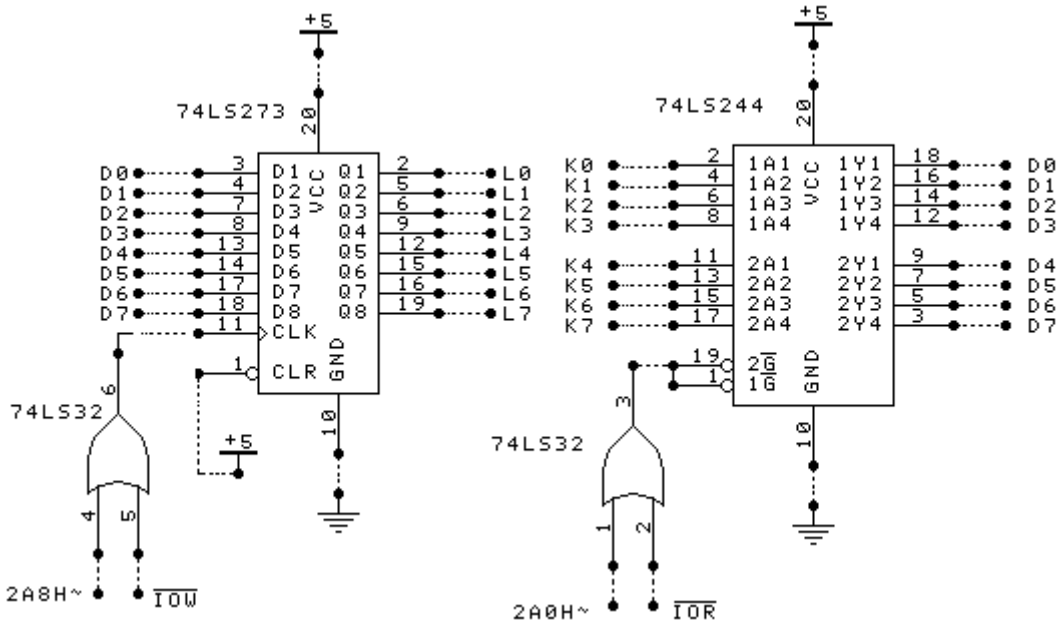 +5
74LS273
20
VCC
D0 3 D1 Q1 2 L0
D1 4 D2 Q2 5 L1
D2 7 D3 Q3 6 L2
D3 8 D4 Q4 9 L3
D4 13 D5 Q5 12 L4
D5 14 D6 Q6 15 L5
D6 17 D7 Q7 16 L6
D7 18 D8 Q8 19 L7
11 CLK
1 CLR
GND
10
6
74LS32
+5
4 5
2A8H~ I̅O̅W̅
+5
74LS244
20
VCC
K0 2 1A1 1Y1 18 D0
K1 4 1A2 1Y2 16 D1
K2 6 1A3 1Y3 14 D2
K3 8 1A4 1Y4 12 D3
K4 11 2A1 2Y1 9 D4
K5 13 2A2 2Y2 7 D5
K6 15 2A3 2Y3 5 D6
K7 17 2A4 2Y4 3 D7
19 2G̅
1 1G̅
GND
10
3
74LS32
1 2
2A0H~ I̅O̅R̅